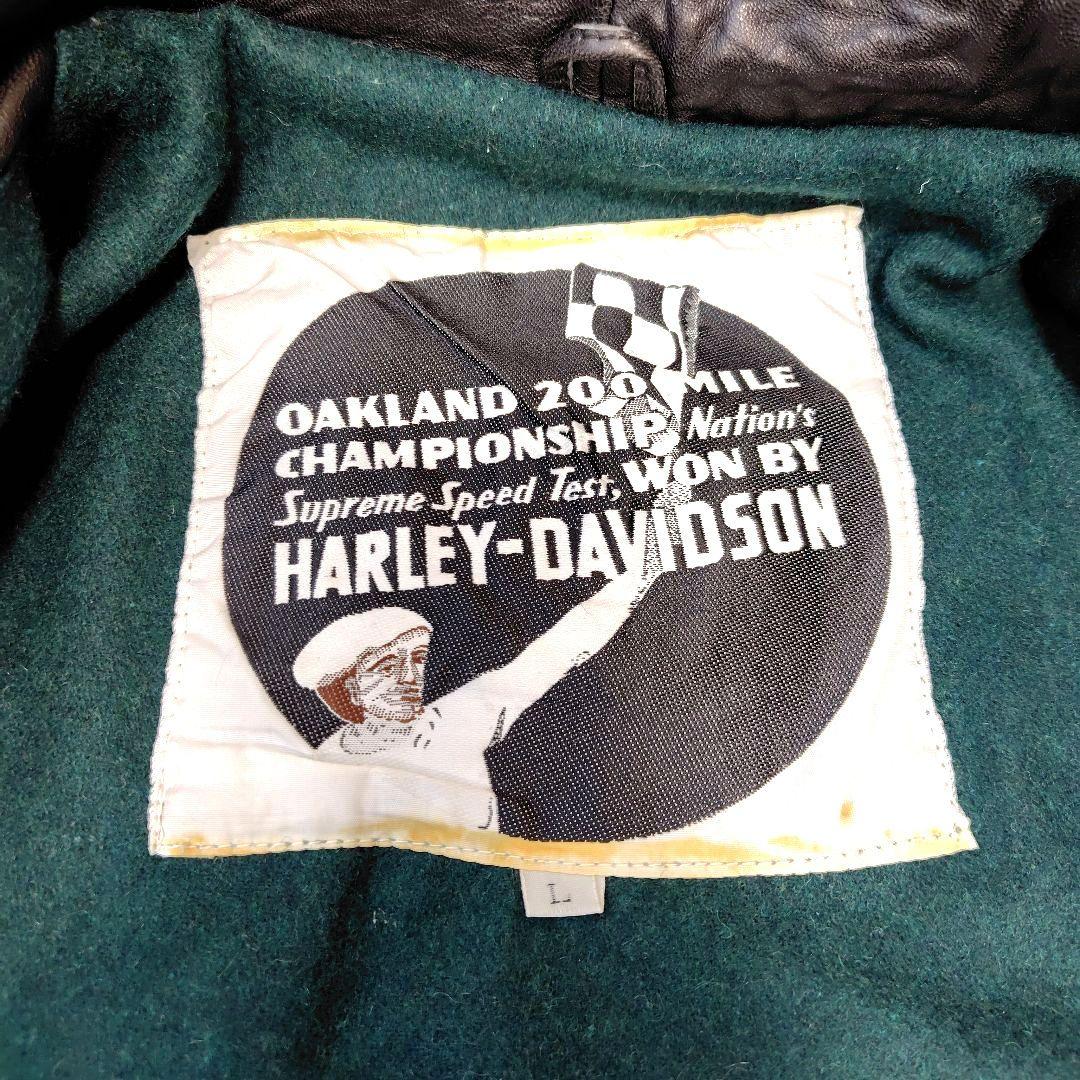 OAKLAND 200 MILE
CHAMPIONSHIP, Nation's
Supreme Speed Test, WON BY
HARLEY-DAVIDSON
L